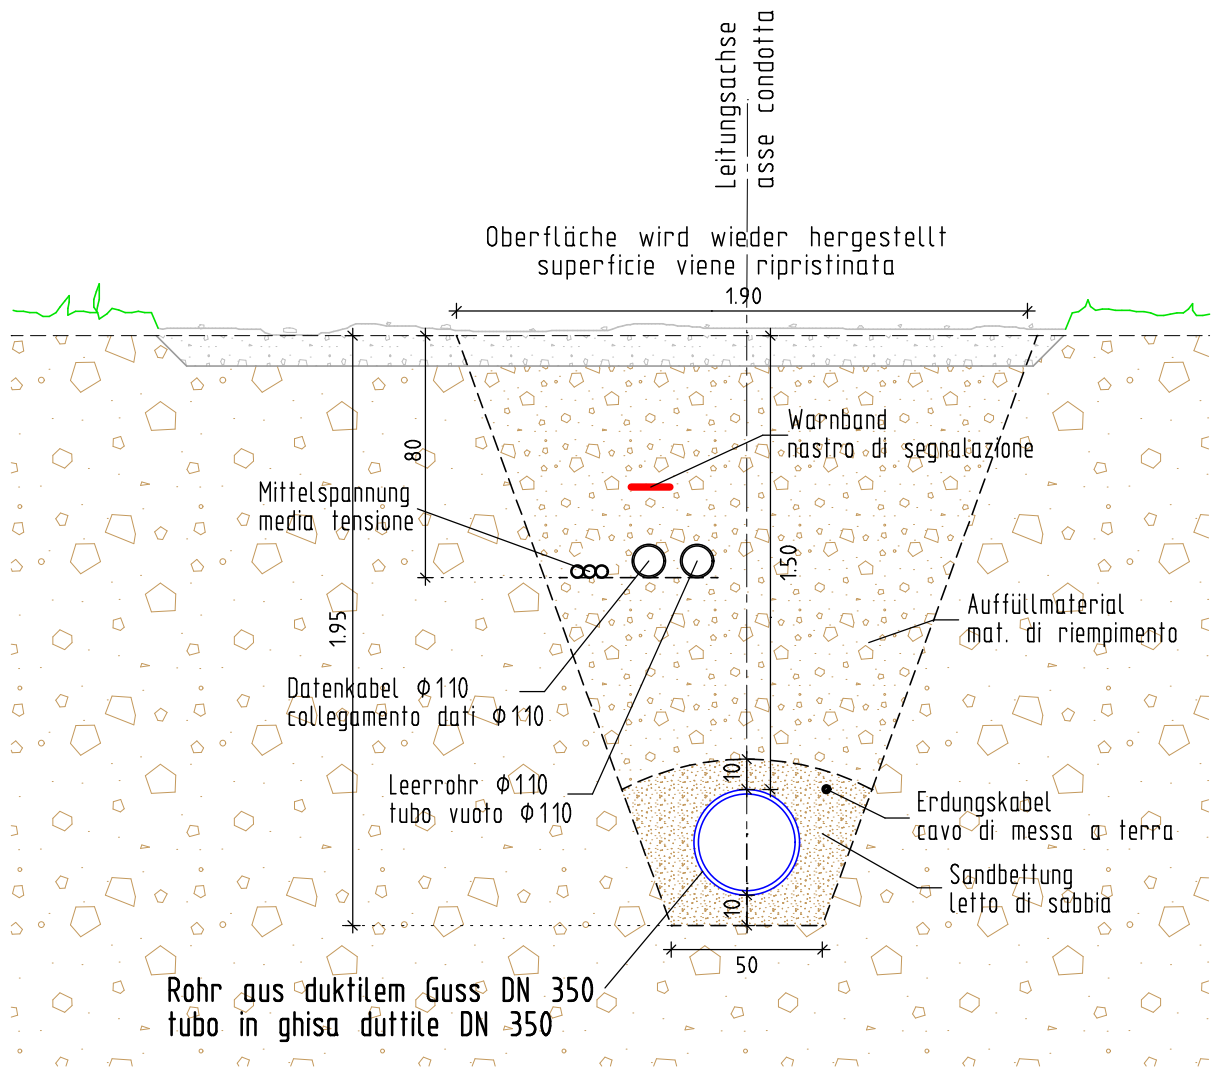 Leitungsachse
asse condotta
Oberfläche wird wieder hergestellt
superficie viene ripristinata
1.90
Warnband
nastro di segnalazione
80
Mittelspannung
media tensione
1.50
1.95
Auffüllmaterial
mat. di riempimento
Datenkabel Φ110
collegamento dati Φ110
Leerrohr Φ110
tubo vuoto Φ110
10
Erdungskabel
cavo di messa a terra
Sandbettung
letto di sabbia
10
50
Rohr aus duktilem Guss DN 350
tubo in ghisa duttile DN 350